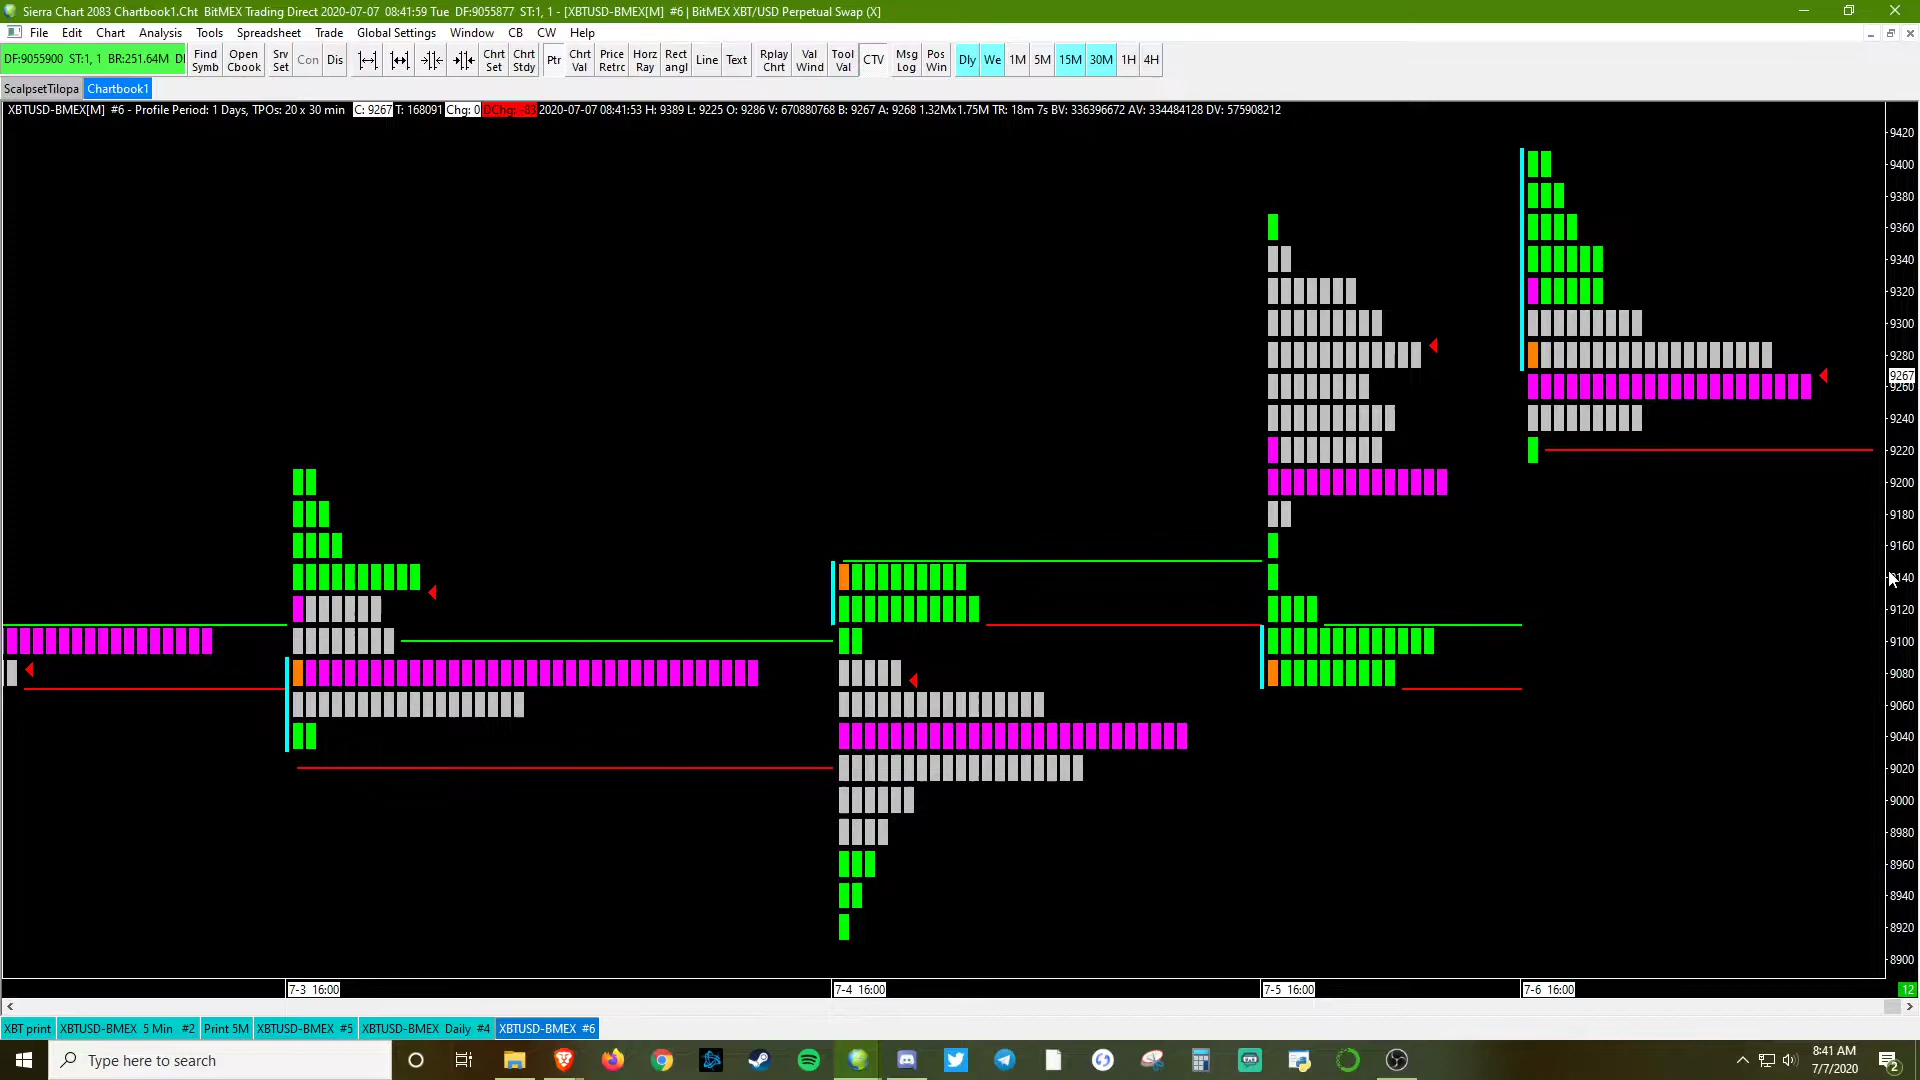 Sierra Chart 2083 Chartbook1.Cht BitMEX Trading Direct 2020-07-07 08:41:59 Tue DF:9055877 ST:1, 1 - [XBTUSD-BMEX[M] #6 | BitMEX XBT/USD Perpetual Swap (X]
File Edit Chart Analysis Tools Spreadsheet Trade Global Settings Window CB CW Help
DF:9055900 ST:1, 1 BR:251.64M D
Find Symb
Open Cbook
Srv Set
Con
Dis
Chrt Set
Chrt Stdy
Ptr
Chrt Val
Price Retrc
Horz Ray
Rect angl
Line
Text
Rplay Chrt
Val Wind
Tool Val
CTV
Msg Log
Pos Win
Dly We 1M 5M 15M 30M 1H 4H
ScalpsetTilopa Chartbook1
XBTUSD-BMEX[M] #6 - Profile Period: 1 Days, TPOs: 20 x 30 min C: 9267 T: 168091 Chg: 0 DChg: -83 2020-07-07 08:41:53 H: 9389 L: 9225 O: 9286 V: 670880768 B: 9267 A: 9268 1.32Mx1.75M TR: 18m 7s BV: 336396672 AV: 334484128 DV: 575908212
9420
9400
9380
9360
9340
9320
9300
9280
9267
9260
9240
9220
9200
9180
9160
9140
9120
9100
9080
9060
9040
9020
9000
8980
8960
8940
8920
8900
7-3 16:00
7-4 16:00
7-5 16:00
7-6 16:00
12
XBT print
XBTUSD-BMEX 5 Min #2
Print 5M
XBTUSD-BMEX #5
XBTUSD-BMEX Daily #4
XBTUSD-BMEX #6
Type here to search
8:41 AM
7/7/2020
2